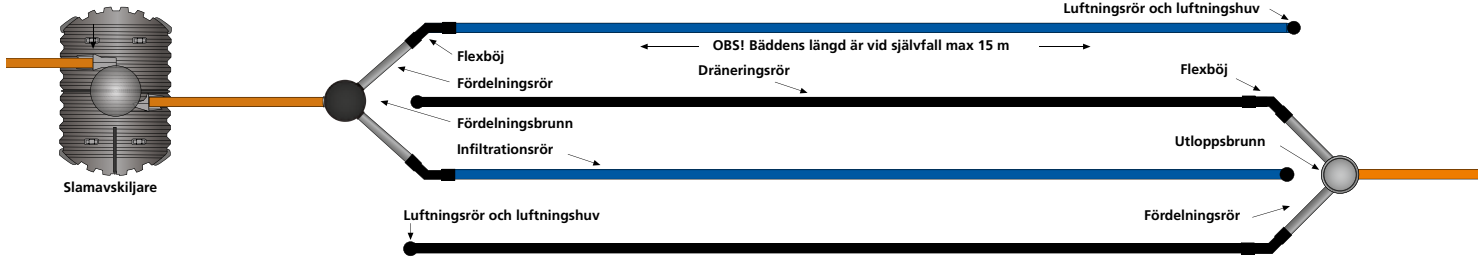 Luftningsrör och luftningshuv
OBS! Bäddens längd är vid självfall max 15 m
Flexböj
Dräneringsrör
Flexböj
Fördelningsrör
Fördelningsbrunn
Infiltrationsrör
Utloppsbrunn
Slamavskiljare
Luftningsrör och luftningshuv
Fördelningsrör